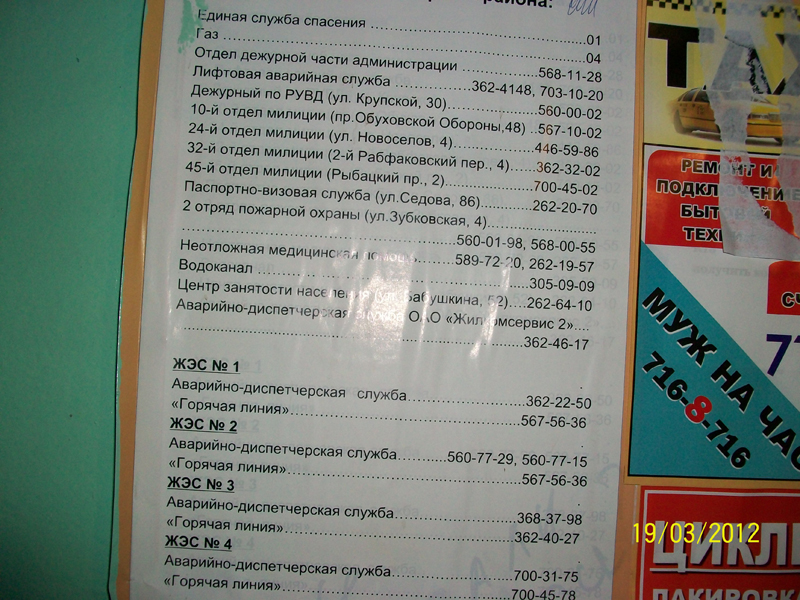 района:
Единая служба спасения ..........................................01
Газ ..........................................04
Отдел дежурной части администрации ....................568-11-28
Лифтовая аварийная служба ....................362-4148, 703-10-20
Дежурный по РУВД (ул. Крупской, 30)....................560-00-02
10-й отдел милиции (пр.Обуховской Обороны,48) ..567-10-02
24-й отдел милиции (ул. Новоселов, 4)....................446-59-86
32-й отдел милиции (2-й Рабфаковский пер., 4)........362-32-02
45-й отдел милиции (Рыбацкий пр., 2)....................700-45-02
Паспортно-визовая служба (ул.Седова, 86)............262-20-70
2 отряд пожарной охраны (ул.Зубковская, 4)....................
..........................................560-01-98, 568-00-55
Неотложная медицинская помощь........589-72-20, 262-19-57
Водоканал ..........................................305-09-09
Центр занятости населения (ул. Бабушкина, 52)....262-64-10
Аварийно-диспетчерская служба ОАО «Жилкомсервис 2»....
..........................................362-46-17
ЖЭС № 1
Аварийно-диспетчерская служба....................362-22-50
«Горячая линия»..........................................567-56-36
ЖЭС № 2
Аварийно-диспетчерская служба..........560-77-29, 560-77-15
«Горячая линия»..........................................567-56-36
ЖЭС № 3
Аварийно-диспетчерская служба....................368-37-98
«Горячая линия»..........................................362-40-27
ЖЭС № 4
Аварийно-диспетчерская служба....................700-31-75
«Горячая линия»..........................................700-45-78
РЕМОНТ И
ПОДКЛЮЧЕНИЕ
БЫТОВОЙ
ТЕХ
МУЖ НА ЧАС
716-8-716
19/03/2012
ЦИКЛ
ЛАКИРОВКА